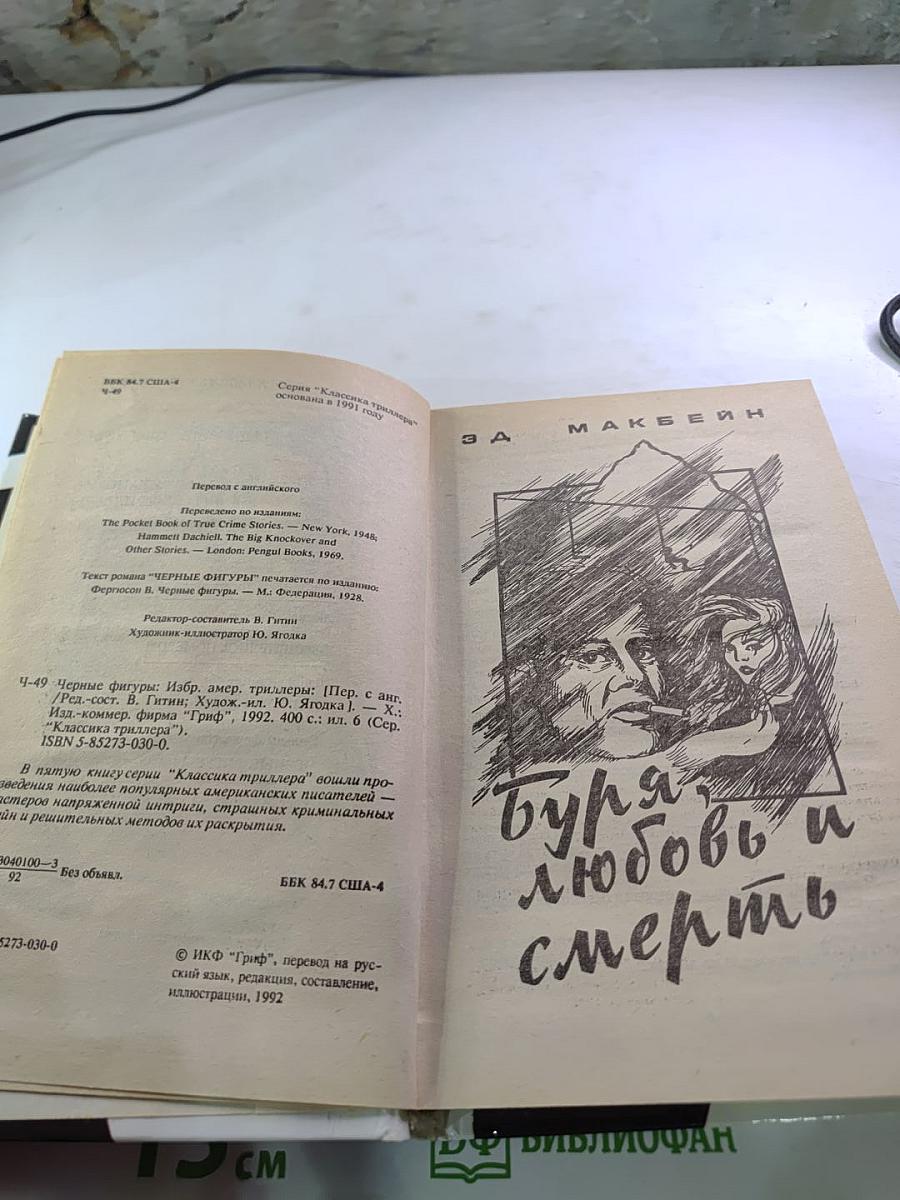 ББК 84.7 США-4
Ч-49
Серия "Классика триллера"
основана в 1991 году
Перевод с английского
Переведено по изданиям:
The Pocket Book of True Crime Stories. — New York, 1948;
Hammett Dachiell. The Big Knockover and
Other Stories. — London: Pengul Books, 1969.
Текст романа "ЧЕРНЫЕ ФИГУРЫ" печатается по изданию:
Фергюсон В. Черные фигуры. — М.: Федерация, 1928.
Редактор-составитель В. Гитин
Художник-иллюстратор Ю. Ягодка
Ч-49 Черные фигуры: Избр. амер. триллеры: [Пер. с анг.
/Ред.-сост. В. Гитин; Худож.-ил. Ю. Ягодка]. — Х.:
Изд.-коммер. фирма "Гриф", 1992. 400 с.: ил. 6 (Сер.
"Классика триллера").
ISBN 5-85273-030-0.
В пятую книгу серии "Классика триллера" вошли про-
зведения наиболее популярных американских писателей —
астеров напряженной интриги, страшных криминальных
йн и решительных методов их раскрытия.
3040100—3
92
Без объявл.
ББК 84.7 США-4
5273-030-0
© ИКФ "Гриф", перевод на рус-
ский язык, редакция, составление,
иллюстрации, 1992
ЭД МАКБЕЙН
Буря,
любовь и
смерть
15 см
БФ БИБЛИОФАН